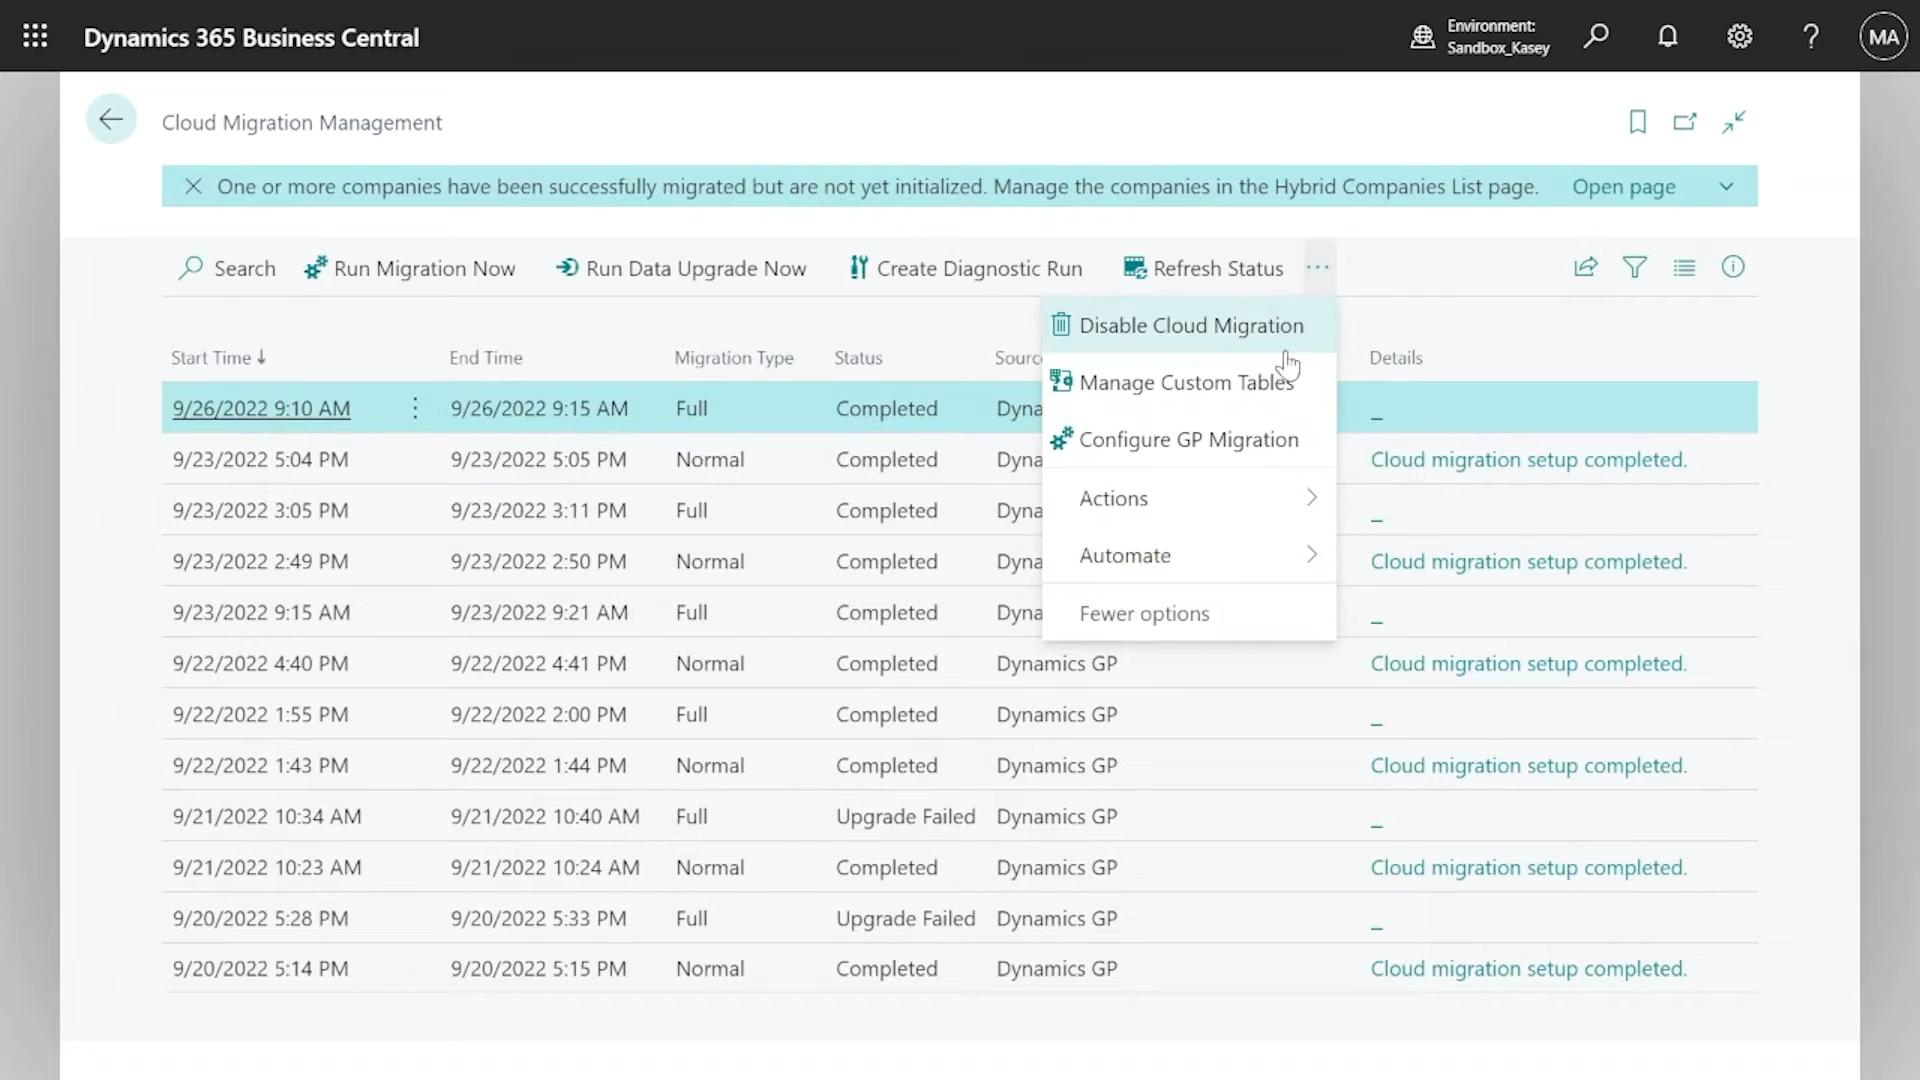 Dynamics 365 Business Central
Environment:
Sandbox_Kasey
MA
Cloud Migration Management
One or more companies have been successfully migrated but are not yet initialized. Manage the companies in the Hybrid Companies List page. Open page
Search Run Migration Now Run Data Upgrade Now Create Diagnostic Run Refresh Status ...
Disable Cloud Migration
Manage Custom Tables
Configure GP Migration
Actions
Automate
Fewer options
Start Time ↓ End Time Migration Type Status Sourc Details
9/26/2022 9:10 AM 9/26/2022 9:15 AM Full Completed Dyna _
9/23/2022 5:04 PM 9/23/2022 5:05 PM Normal Completed Dyna Cloud migration setup completed.
9/23/2022 3:05 PM 9/23/2022 3:11 PM Full Completed Dyna _
9/23/2022 2:49 PM 9/23/2022 2:50 PM Normal Completed Dyna Cloud migration setup completed.
9/23/2022 9:15 AM 9/23/2022 9:21 AM Full Completed Dyna _
9/22/2022 4:40 PM 9/22/2022 4:41 PM Normal Completed Dynamics GP Cloud migration setup completed.
9/22/2022 1:55 PM 9/22/2022 2:00 PM Full Completed Dynamics GP _
9/22/2022 1:43 PM 9/22/2022 1:44 PM Normal Completed Dynamics GP Cloud migration setup completed.
9/21/2022 10:34 AM 9/21/2022 10:40 AM Full Upgrade Failed Dynamics GP _
9/21/2022 10:23 AM 9/21/2022 10:24 AM Normal Completed Dynamics GP Cloud migration setup completed.
9/20/2022 5:28 PM 9/20/2022 5:33 PM Full Upgrade Failed Dynamics GP _
9/20/2022 5:14 PM 9/20/2022 5:15 PM Normal Completed Dynamics GP Cloud migration setup completed.